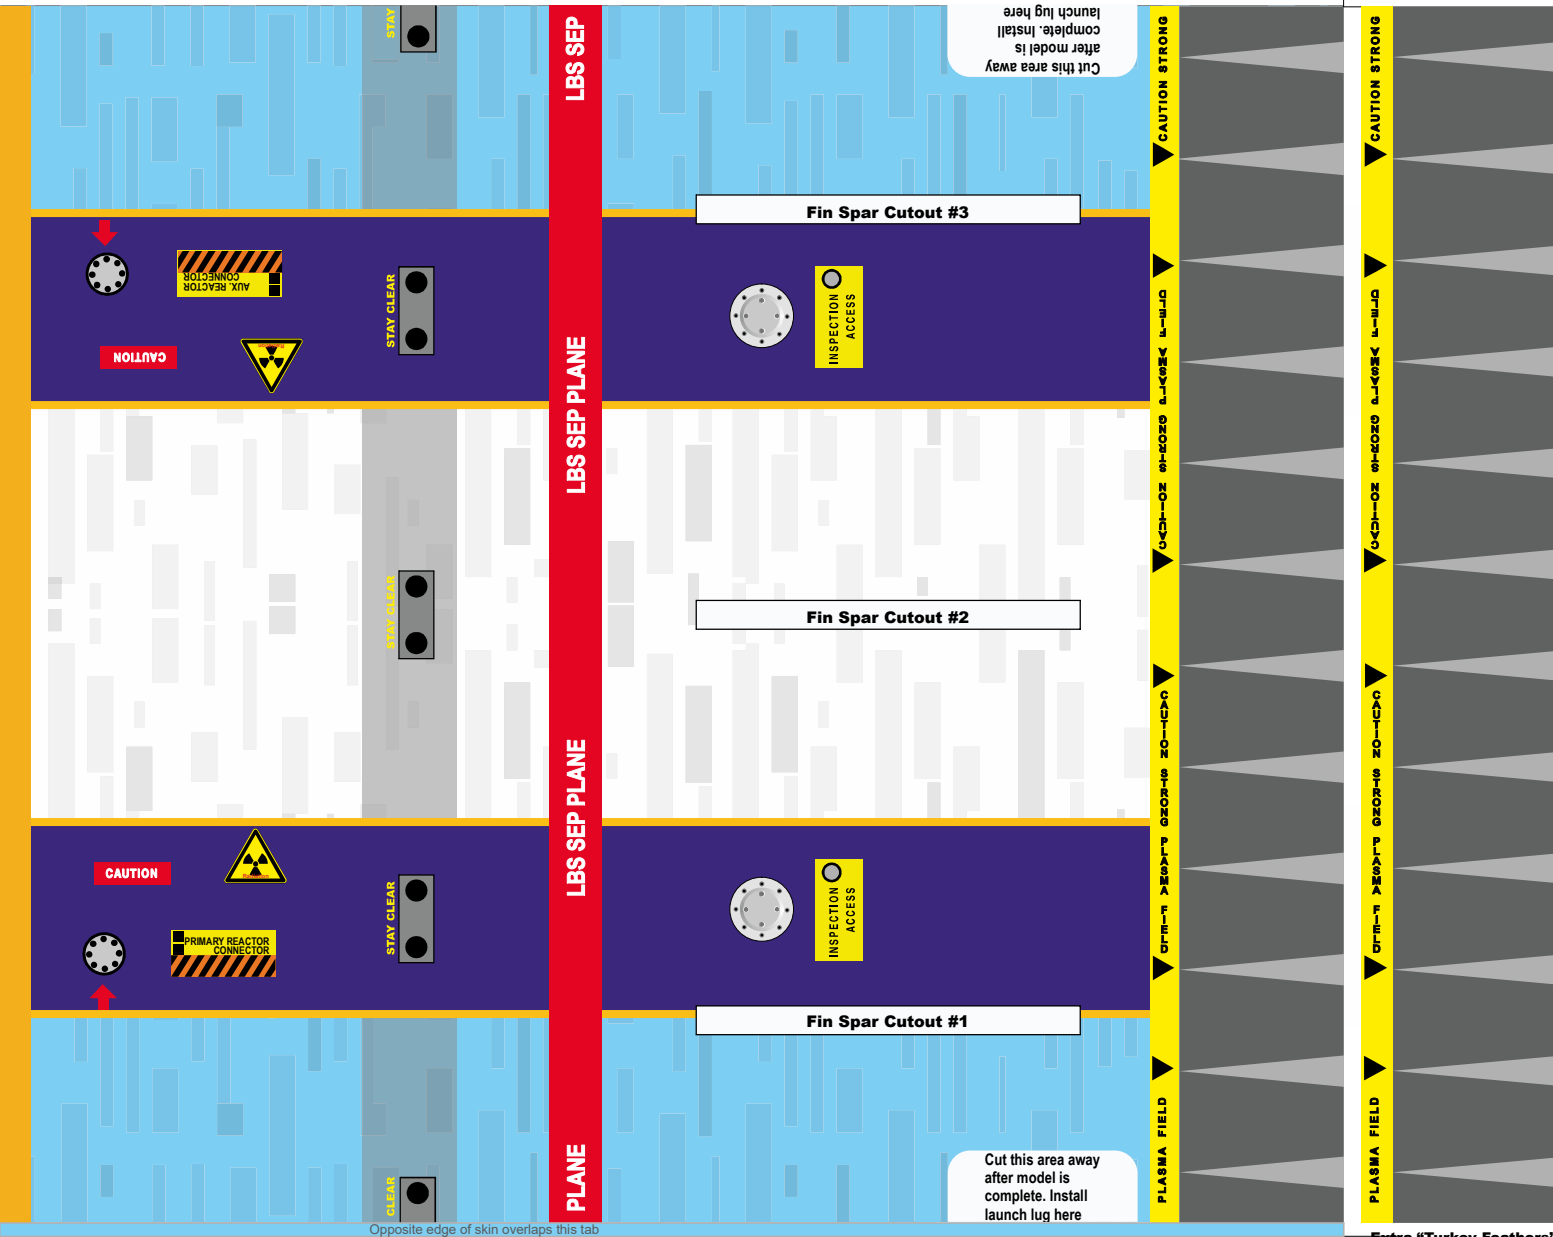 STAY
LBS SEP
Cut this area away
after model is
complete. Install
launch lug here
CAUTION STRONG
CAUTION STRONG
Fin Spar Cutout #3
AUX. REACTOR
CONNECTOR
CAUTION
STAY CLEAR
INSPECTION
ACCESS
LBS SEP PLANE
CAUTION STRONG PLASMA FIELD
CAUTION STRONG PLASMA FIELD
STAY CLEAR
Fin Spar Cutout #2
LBS SEP PLANE
CAUTION STRONG PLASMA FIELD
CAUTION STRONG PLASMA FIELD
CAUTION
PRIMARY REACTOR
CONNECTOR
STAY CLEAR
INSPECTION
ACCESS
Fin Spar Cutout #1
PLANE
CLEAR
Cut this area away
after model is
complete. Install
launch lug here
PLASMA FIELD
PLASMA FIELD
Opposite edge of skin overlaps this tab
Extra “Turkey Feathers”